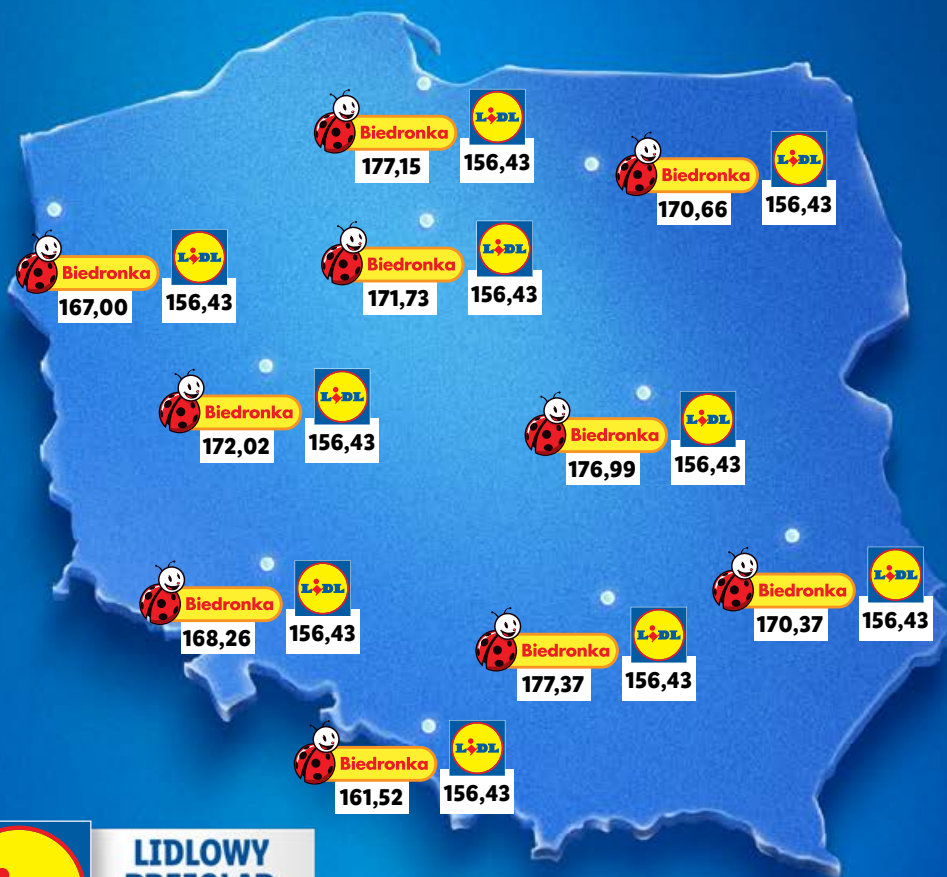 Biedronka
177,15
LIDL
156,43
Biedronka
170,66
LIDL
156,43
Biedronka
167,00
LIDL
156,43
Biedronka
171,73
LIDL
156,43
Biedronka
172,02
LIDL
156,43
Biedronka
176,99
LIDL
156,43
Biedronka
168,26
LIDL
156,43
Biedronka
170,37
LIDL
156,43
Biedronka
177,37
LIDL
156,43
Biedronka
161,52
LIDL
156,43
LIDLOWY
PRZEGLĄD